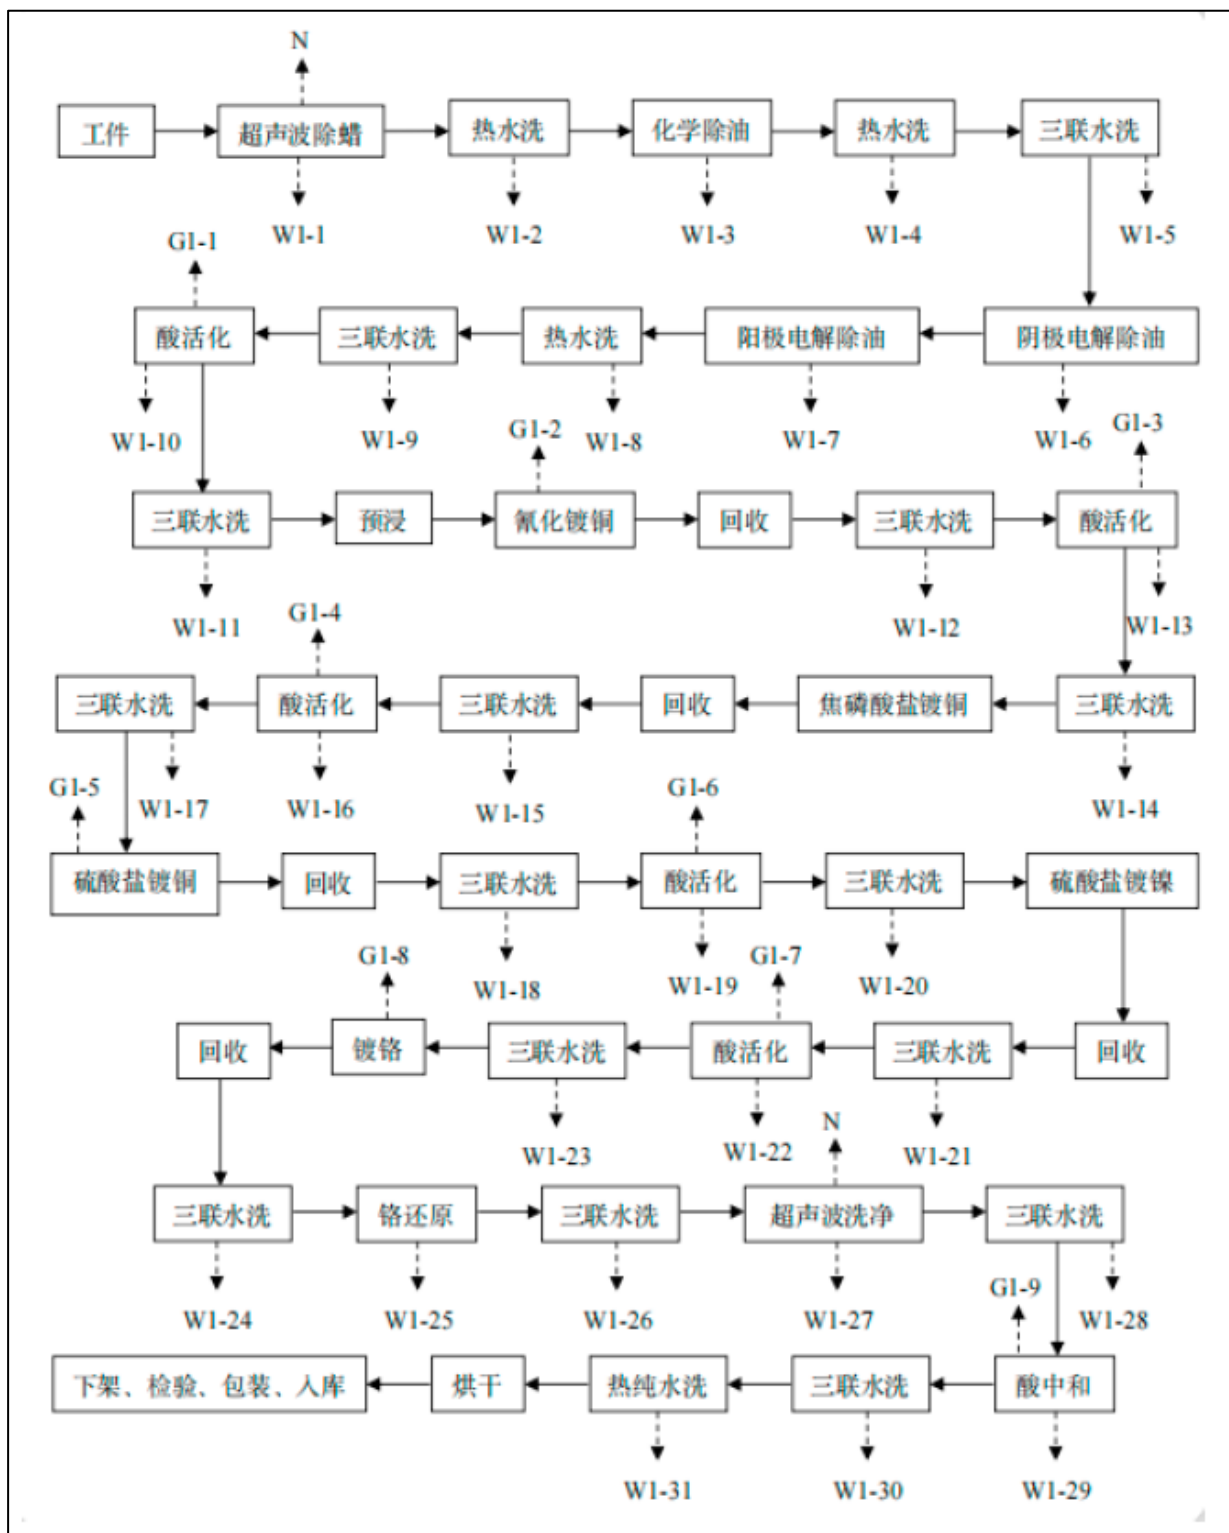 N
工件 超声波除蜡 热水洗 化学除油 热水洗 三联水洗
W1-1 W1-2 W1-3 W1-4 W1-5
G1-1
酸活化 三联水洗 热水洗 阳极电解除油 阴极电解除油
W1-10 W1-9 G1-2 W1-8 W1-7 W1-6 G1-3
三联水洗 预浸 氰化镀铜 回收 三联水洗 酸活化
W1-11 G1-4 W1-12 W1-13
三联水洗 酸活化 三联水洗 回收 焦磷酸盐镀铜 三联水洗
G1-5 W1-17 W1-16 W1-15 G1-6 W1-14
硫酸盐镀铜 回收 三联水洗 酸活化 三联水洗 硫酸盐镀镍
G1-8 W1-18 W1-19 G1-7 W1-20
回收 镀铬 三联水洗 酸活化 三联水洗 回收
W1-23 W1-22 N W1-21
三联水洗 铬还原 三联水洗 超声波洗净 三联水洗
W1-24 W1-25 W1-26 W1-27 G1-9 W1-28
下架、检验、包装、入库 烘干 热纯水洗 三联水洗 酸中和
W1-31 W1-30 W1-29